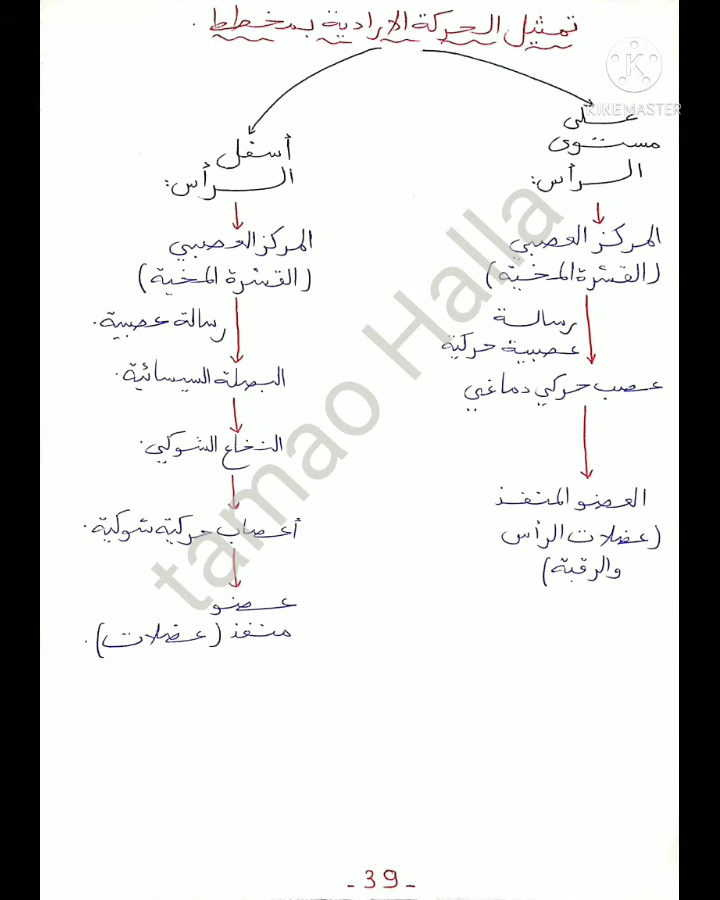 تمثيل الحركة الإرادية بمخطط.
KINEMASTER
على
مستوى
الرأس:
المركز العصبي
(القشرة المخية)
رسالة
عصبية حركية
عصب حركي دماغي
العضو المنفذ
(عضلات الرأس
والرقبة)
أسفل
الرأس:
المركز العصبي
(القشرة المخية)
رسالة عصبية.
البصلة السيسائية.
النخاع الشوكي.
أعصاب حركية شوكية.
عضو
منفذ (عضلات).
tamao Halla
- 39 -